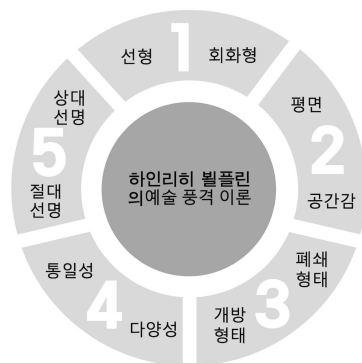 1
선형
회화형
평면
2
공간감
폐쇄
형태
3
개방
형태
다양성
4
통일성
절대
선명
5
상대
선명
하인리히 뵐플린
의예술 풍격 이론